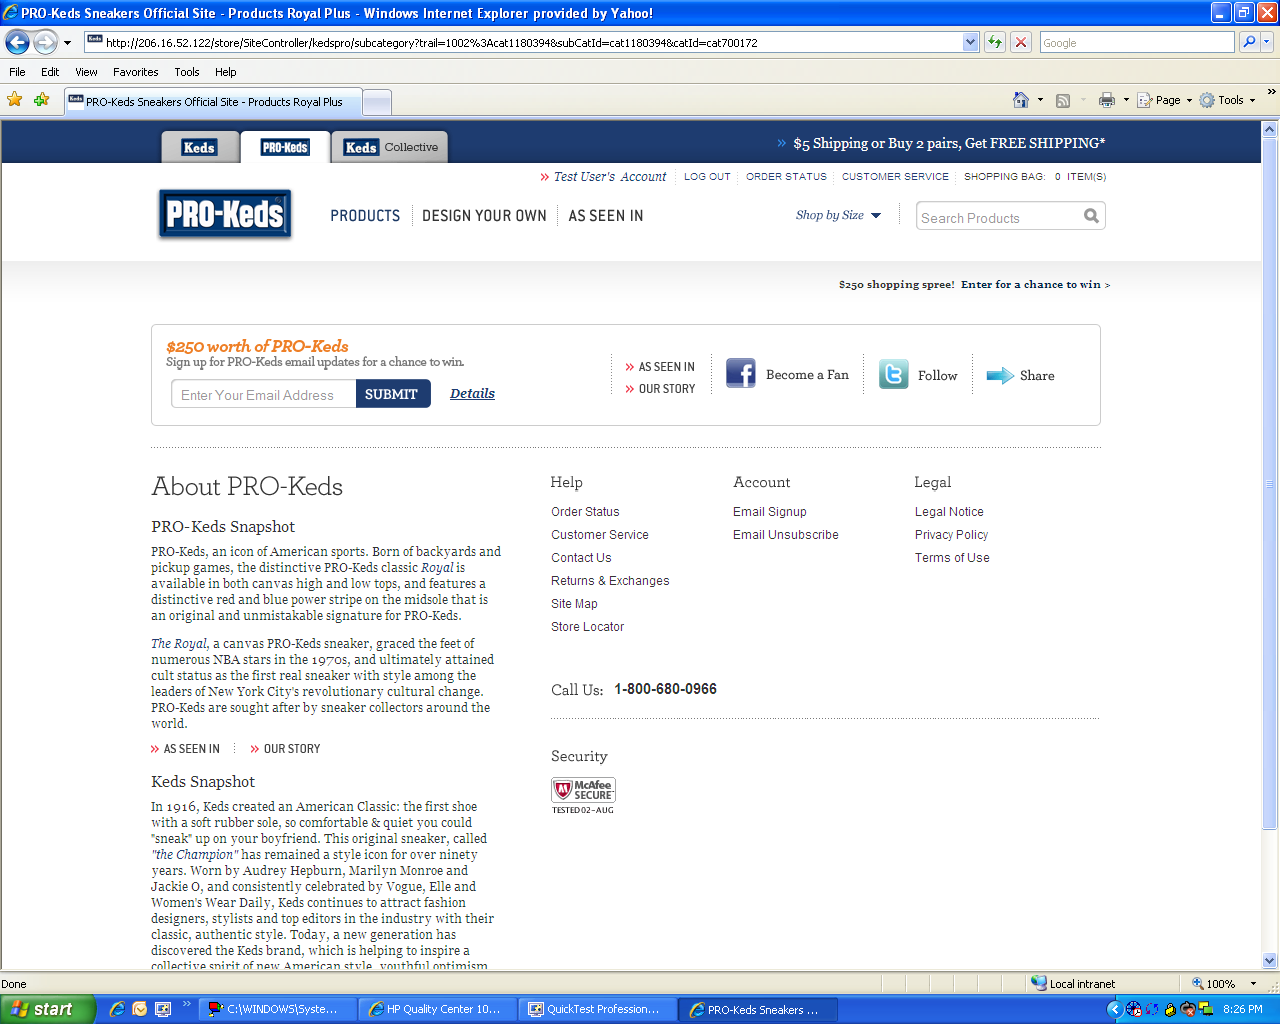 PRO-Keds Sneakers Official Site - Products Royal Plus - Windows Internet Explorer provided by Yahoo!
http://206.16.52.122/store/SiteController/kedspro/subcategory?trail=1002%3Acat1180394&subCatId=cat1180394&catId=cat700172
Google
File Edit View Favorites Tools Help
PRO-Keds Sneakers Official Site - Products Royal Plus
Page Tools
Keds PRO-Keds Keds Collective
» $5 Shipping or Buy 2 pairs, Get FREE SHIPPING*
» Test User's Account LOG OUT ORDER STATUS CUSTOMER SERVICE SHOPPING BAG: 0 ITEM(S)
PRO-Keds
PRODUCTS DESIGN YOUR OWN AS SEEN IN
Shop by Size
Search Products
$250 shopping spree! Enter for a chance to win >
$250 worth of PRO-Keds
Sign up for PRO-Keds email updates for a chance to win.
Enter Your Email Address SUBMIT Details
» AS SEEN IN
» OUR STORY
Become a Fan
Follow
Share
About PRO-Keds
PRO-Keds Snapshot
PRO-Keds, an icon of American sports. Born of backyards and
pickup games, the distinctive PRO-Keds classic Royal is
available in both canvas high and low tops, and features a
distinctive red and blue power stripe on the midsole that is
an original and unmistakable signature for PRO-Keds.
The Royal, a canvas PRO-Keds sneaker, graced the feet of
numerous NBA stars in the 1970s, and ultimately attained
cult status as the first real sneaker with style among the
leaders of New York City's revolutionary cultural change.
PRO-Keds are sought after by sneaker collectors around the
world.
» AS SEEN IN » OUR STORY
Keds Snapshot
In 1916, Keds created an American Classic: the first shoe
with a soft rubber sole, so comfortable & quiet you could
"sneak" up on your boyfriend. This original sneaker, called
"the Champion" has remained a style icon for over ninety
years. Worn by Audrey Hepburn, Marilyn Monroe and
Jackie O, and consistently celebrated by Vogue, Elle and
Women's Wear Daily, Keds continues to attract fashion
designers, stylists and top editors in the industry with their
classic, authentic style. Today, a new generation has
discovered the Keds brand, which is helping to inspire a
collective spirit of new American style, youthful optimism
Help
Order Status
Customer Service
Contact Us
Returns & Exchanges
Site Map
Store Locator
Account
Email Signup
Email Unsubscribe
Legal
Legal Notice
Privacy Policy
Terms of Use
Call Us: 1-800-680-0966
Security
McAfee
SECURE
TESTED 02-AUG
Done
Local intranet
100%
start
C:\WINDOWS\Syste...
HP Quality Center 10...
QuickTest Profession...
PRO-Keds Sneakers ...
8:26 PM